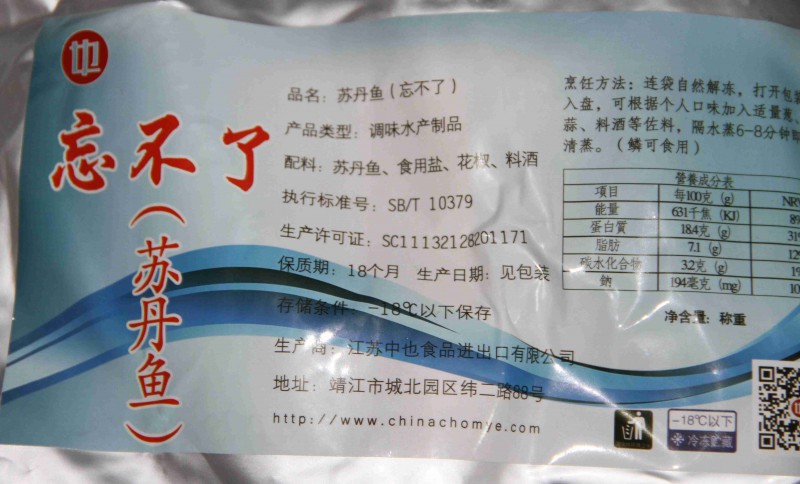 忘不了
(苏丹鱼)
品名：苏丹鱼(忘不了)
产品类型：调味水产制品
配料：苏丹鱼、食用盐、花椒、料酒
执行标准号：SB/T 10379
生产许可证：SC11132128201171
保质期：18个月 生产日期：见包装
存储条件：-18℃以下保存
生产商：江苏中也食品进出口有限公司
地址：靖江市城北园区纬二路88号
http://www.chinachomye.com
烹饪方法：连袋自然解冻，打开包装
入盘，可根据个人口味加入适量葱、
蒜、料酒等佐料，隔水蒸6-8分钟即
清蒸。（鳞可食用）
营养成分表
项目 每100克 (g) NRV
能量 631千焦 (KJ) 8%
蛋白質 18.4克 (g) 31%
脂肪 7.1 (g) 12%
碳水化合物 3.2克 (g) 1%
鈉 194毫克 (mg) 10
净含量：称重
-18℃以下
冷冻贮藏